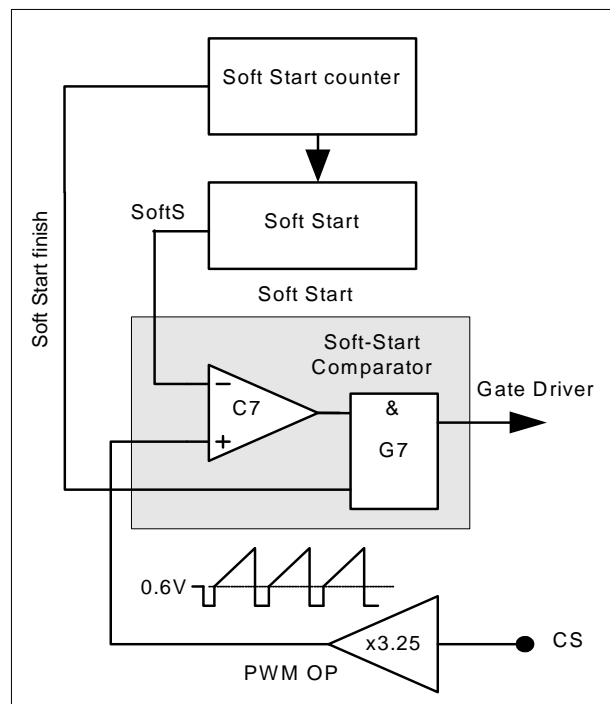 Soft Start counter
SoftS
Soft Start
Soft Start finish
Soft Start
Soft-Start
Comparator
Gate Driver
−
C7
+
&
G7
0.6V
x3.25
CS
PWM OP